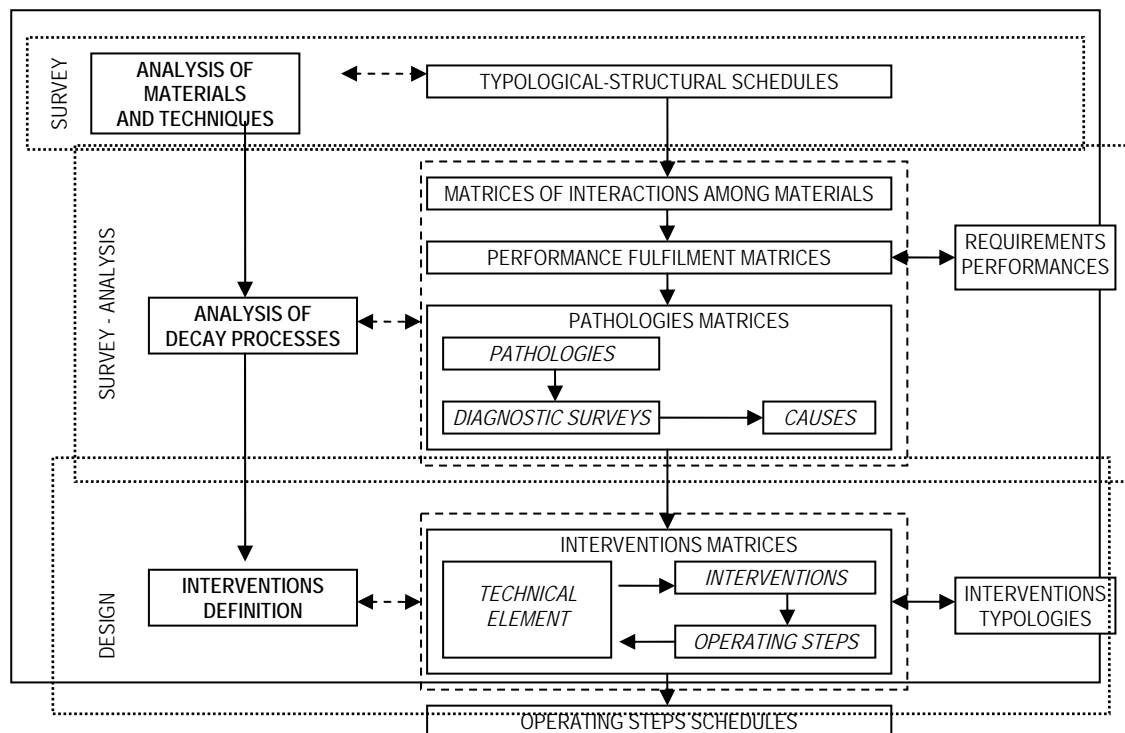 SURVEY
ANALYSIS OF
MATERIALS
AND TECHNIQUES
TYPOLOGICAL-STRUCTURAL SCHEDULES
SURVEY - ANALYSIS
MATRICES OF INTERACTIONS AMONG MATERIALS
PERFORMANCE FULFILMENT MATRICES
REQUIREMENTS
PERFORMANCES
ANALYSIS OF
DECAY PROCESSES
PATHOLOGIES MATRICES
PATHOLOGIES
DIAGNOSTIC SURVEYS
CAUSES
DESIGN
INTERVENTIONS
DEFINITION
INTERVENTIONS MATRICES
TECHNICAL
ELEMENT
INTERVENTIONS
OPERATING STEPS
INTERVENTIONS
TYPOLOGIES
OPERATING STEPS SCHEDULES